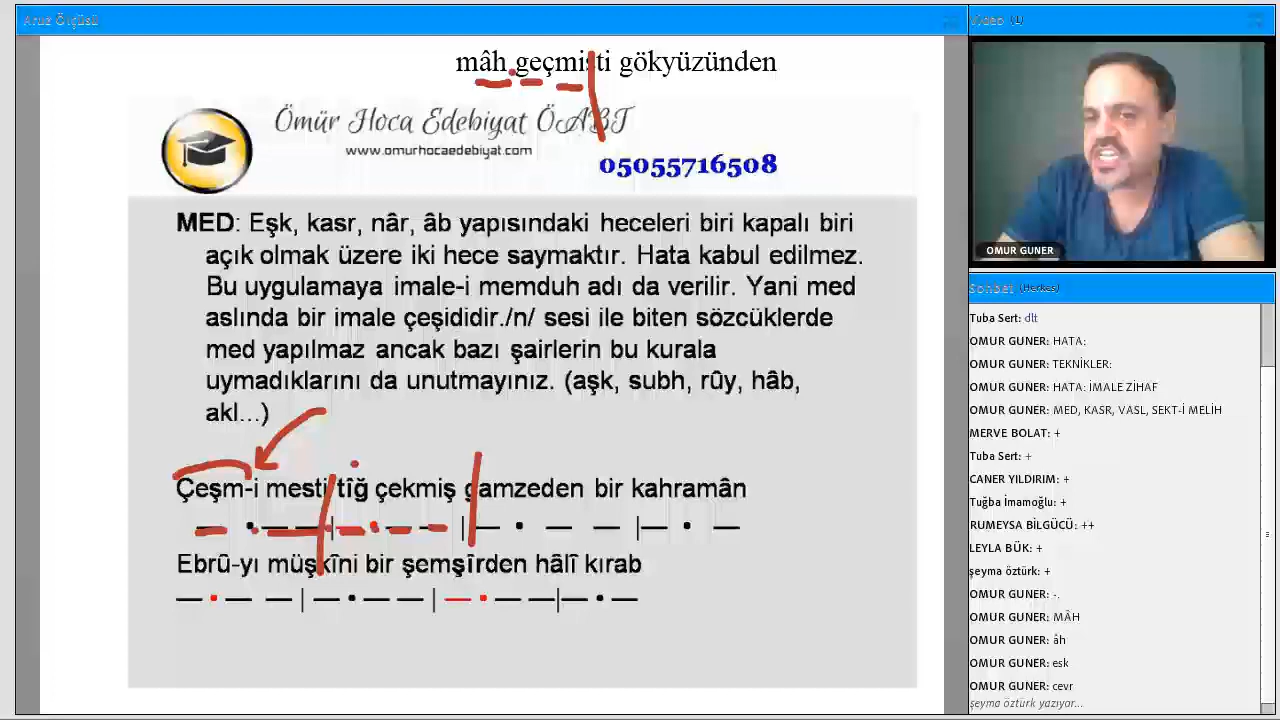 Aruz Ölçüsü
mâh geçmişti gökyüzünden
Ömür Hoca Edebiyat ÖABT
www.omurhocaedebiyat.com
05055716508
MED: Eşk, kasr, nâr, âb yapısındaki heceleri biri kapalı biri
açık olmak üzere iki hece saymaktır. Hata kabul edilmez.
Bu uygulamaya imale-i memduh adı da verilir. Yani med
aslında bir imale çeşididir./n/ sesi ile biten sözcüklerde
med yapılmaz ancak bazı şairlerin bu kurala
uymadıklarını da unutmayınız. (aşk, subh, rûy, hâb,
akl...)
Çeşm-i mesti tîğ çekmiş gamzeden bir kahramân
— . — — | — . — — | — . — — | — . —
Ebrû-yı müşkîni bir şemşîrden hâlî kırab
— . — — | — . — — | — . — — | — . —
Video (1)
OMUR GUNER
Sohbet (Herkes)
Tuba Sert: dlt
OMUR GUNER: HATA:
OMUR GUNER: TEKNİKLER:
OMUR GUNER: HATA: İMALE ZİHAF
OMUR GUNER: MED, KASR, VASL, SEKT-İ MELİH
MERVE BOLAT: +
Tuba Sert: +
CANER YILDIRIM: +
Tuğba İmamoğlu: +
RUMEYSA BİLGÜCÜ: ++
LEYLA BÜK: +
şeyma öztürk: +
OMUR GUNER: -.
OMUR GUNER: MÂH
OMUR GUNER: âh
OMUR GUNER: esk
OMUR GUNER: cevr
şeyma öztürk yazıyor...